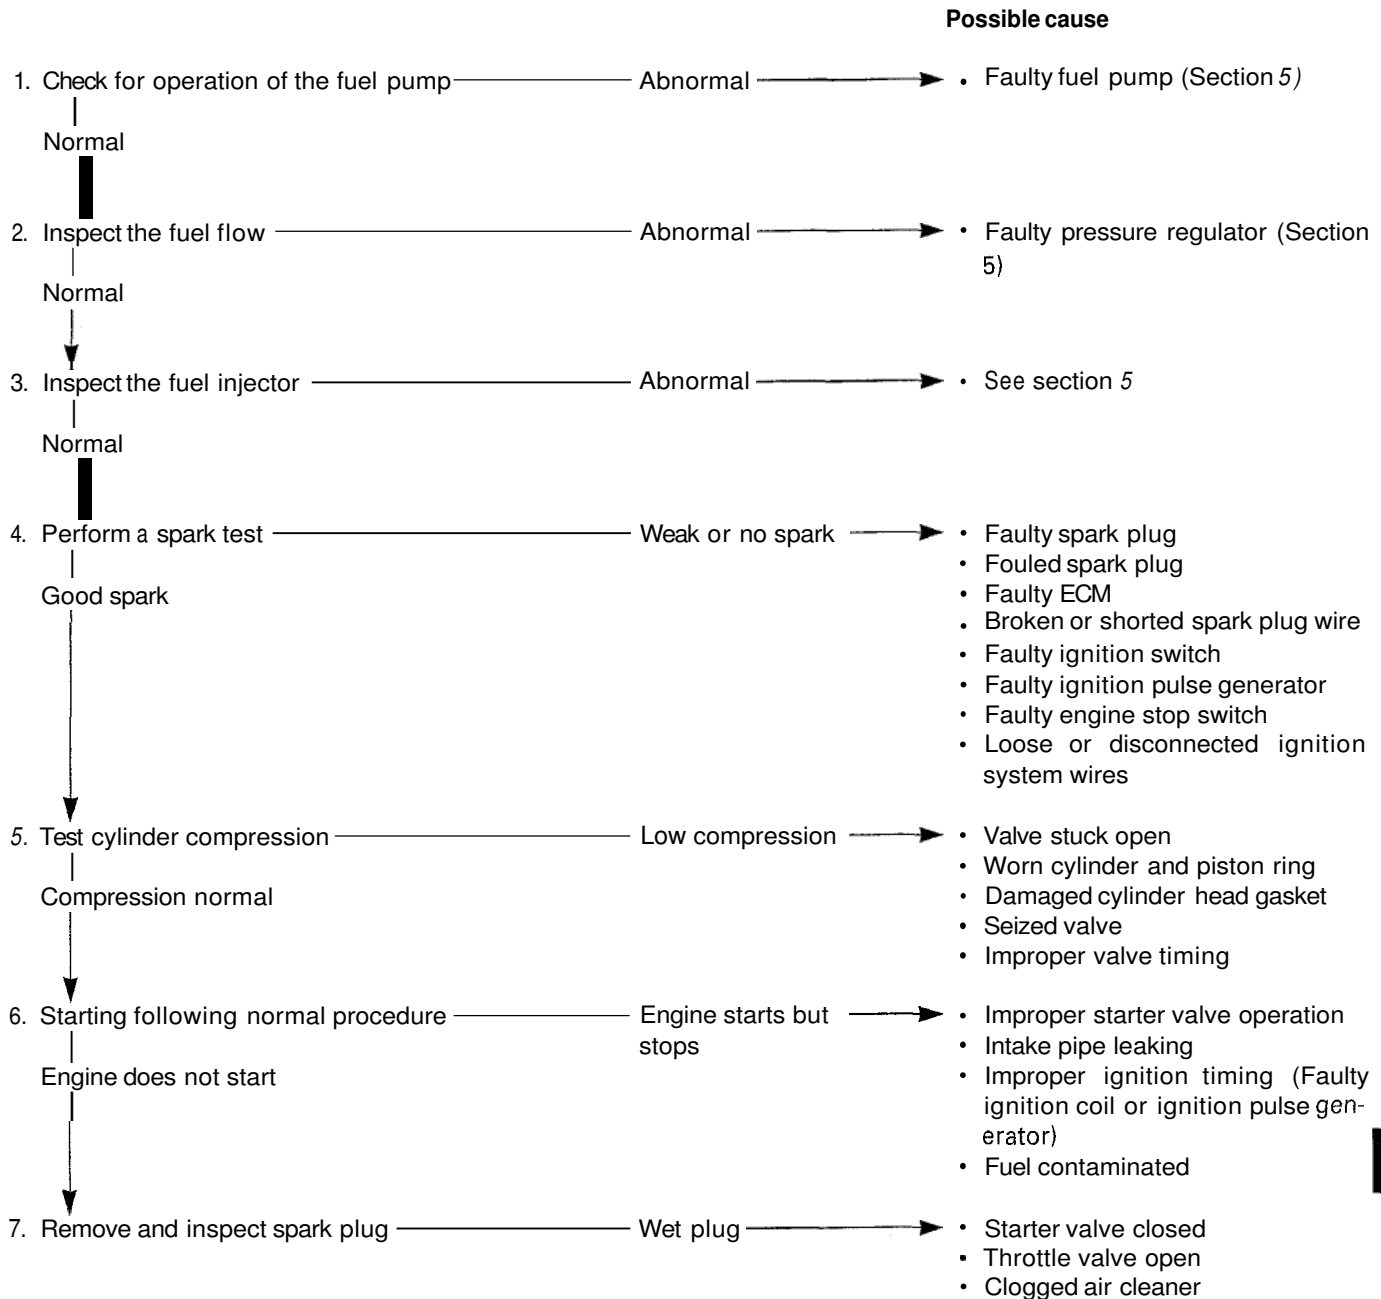 Possible cause
1. Check for operation of the fuel pump Abnormal • Faulty fuel pump (Section 5)
Normal
2. Inspect the fuel flow Abnormal • Faulty pressure regulator (Section
5)
Normal
3. Inspect the fuel injector Abnormal • See section 5
Normal
4. Perform a spark test Weak or no spark • Faulty spark plug
• Fouled spark plug
Good spark
• Faulty ECM
• Broken or shorted spark plug wire
• Faulty ignition switch
• Faulty ignition pulse generator
• Faulty engine stop switch
• Loose or disconnected ignition
system wires
5. Test cylinder compression Low compression • Valve stuck open
• Worn cylinder and piston ring
Compression normal • Damaged cylinder head gasket
• Seized valve
• Improper valve timing
6. Starting following normal procedure Engine starts but • Improper starter valve operation
stops • Intake pipe leaking
Engine does not start • Improper ignition timing (Faulty
ignition coil or ignition pulse gen-
erator)
• Fuel contaminated
7. Remove and inspect spark plug Wet plug • Starter valve closed
• Throttle valve open
• Clogged air cleaner